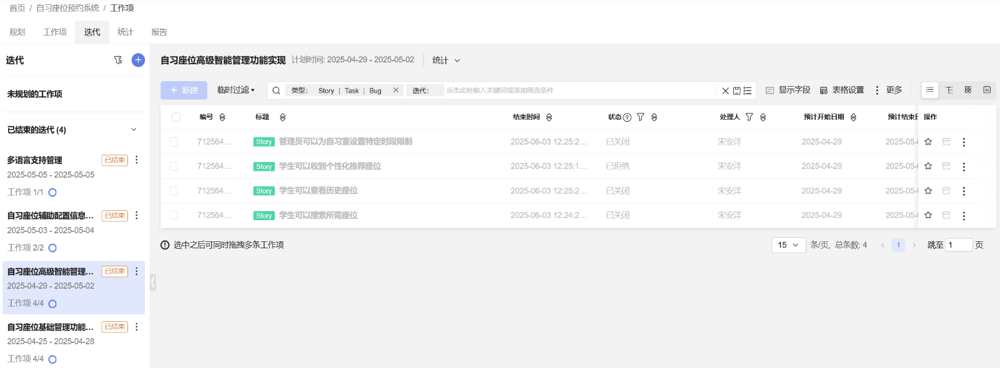 首页 / 自习座位预约系统 / 工作项
规划 工作项 迭代 统计 报告
迭代
未规划的工作项
已结束的迭代 (4)
多语言支持管理 已结束
2025-05-05 - 2025-05-05
工作项 1/1
自习座位辅助配置信息... 已结束
2025-05-03 - 2025-05-04
工作项 2/2
自习座位高级智能管理... 已结束
2025-04-29 - 2025-05-02
工作项 4/4
自习座位基础管理功能... 已结束
2025-04-25 - 2025-04-28
工作项 4/4
自习座位高级智能管理功能实现 计划时间: 2025-04-29 - 2025-05-02 统计
+ 新建 临时过滤 类型: Story | Task | Bug 迭代: 点击此处输入关键词或添加筛选条件 显示字段 表格设置 更多
编号 标题 结束时间 状态 处理人 预计开始日期 预计结束日 操作
712564... Story 管理员可以为自习室设置特定时段限制 2025-06-03 12:25:2... 已关闭 宋安洋 2025-04-29 2025-05-
712564... Story 学生可以收到个性化推荐座位 2025-06-03 12:25:1... 已拒绝 宋安洋 2025-04-29 2025-05-
712564... Story 学生可以查看历史座位 2025-06-03 12:25:2... 已关闭 宋安洋 2025-04-29 2025-05-
712564... Story 学生可以搜索所需座位 2025-06-03 12:24:2... 已关闭 宋安洋 2025-04-29 2025-05-
选中之后可同时拖拽多条工作项 15 条/页, 总条数: 4 1 跳至 1 页